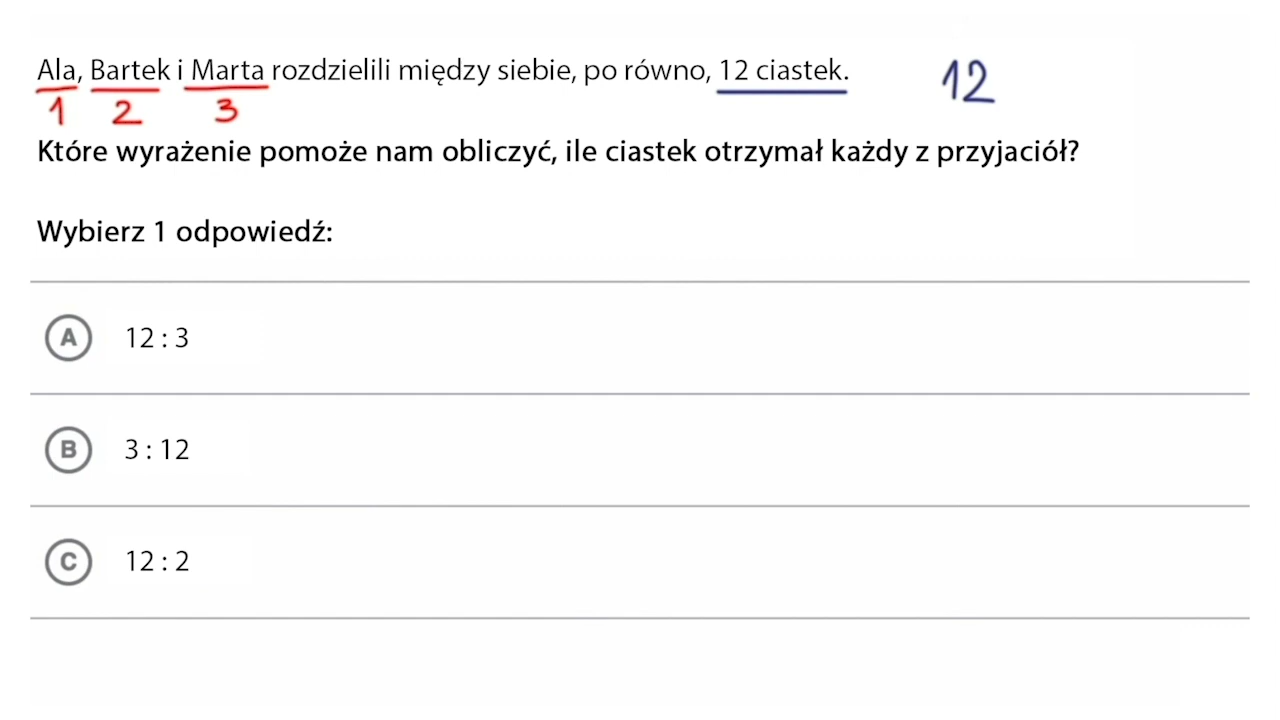 Ala, Bartek i Marta rozdzielili między siebie, po równo, 12 ciastek. 12
1 2 3
Które wyrażenie pomoże nam obliczyć, ile ciastek otrzymał każdy z przyjaciół?
Wybierz 1 odpowiedź:
A 12 : 3
B 3 : 12
C 12 : 2